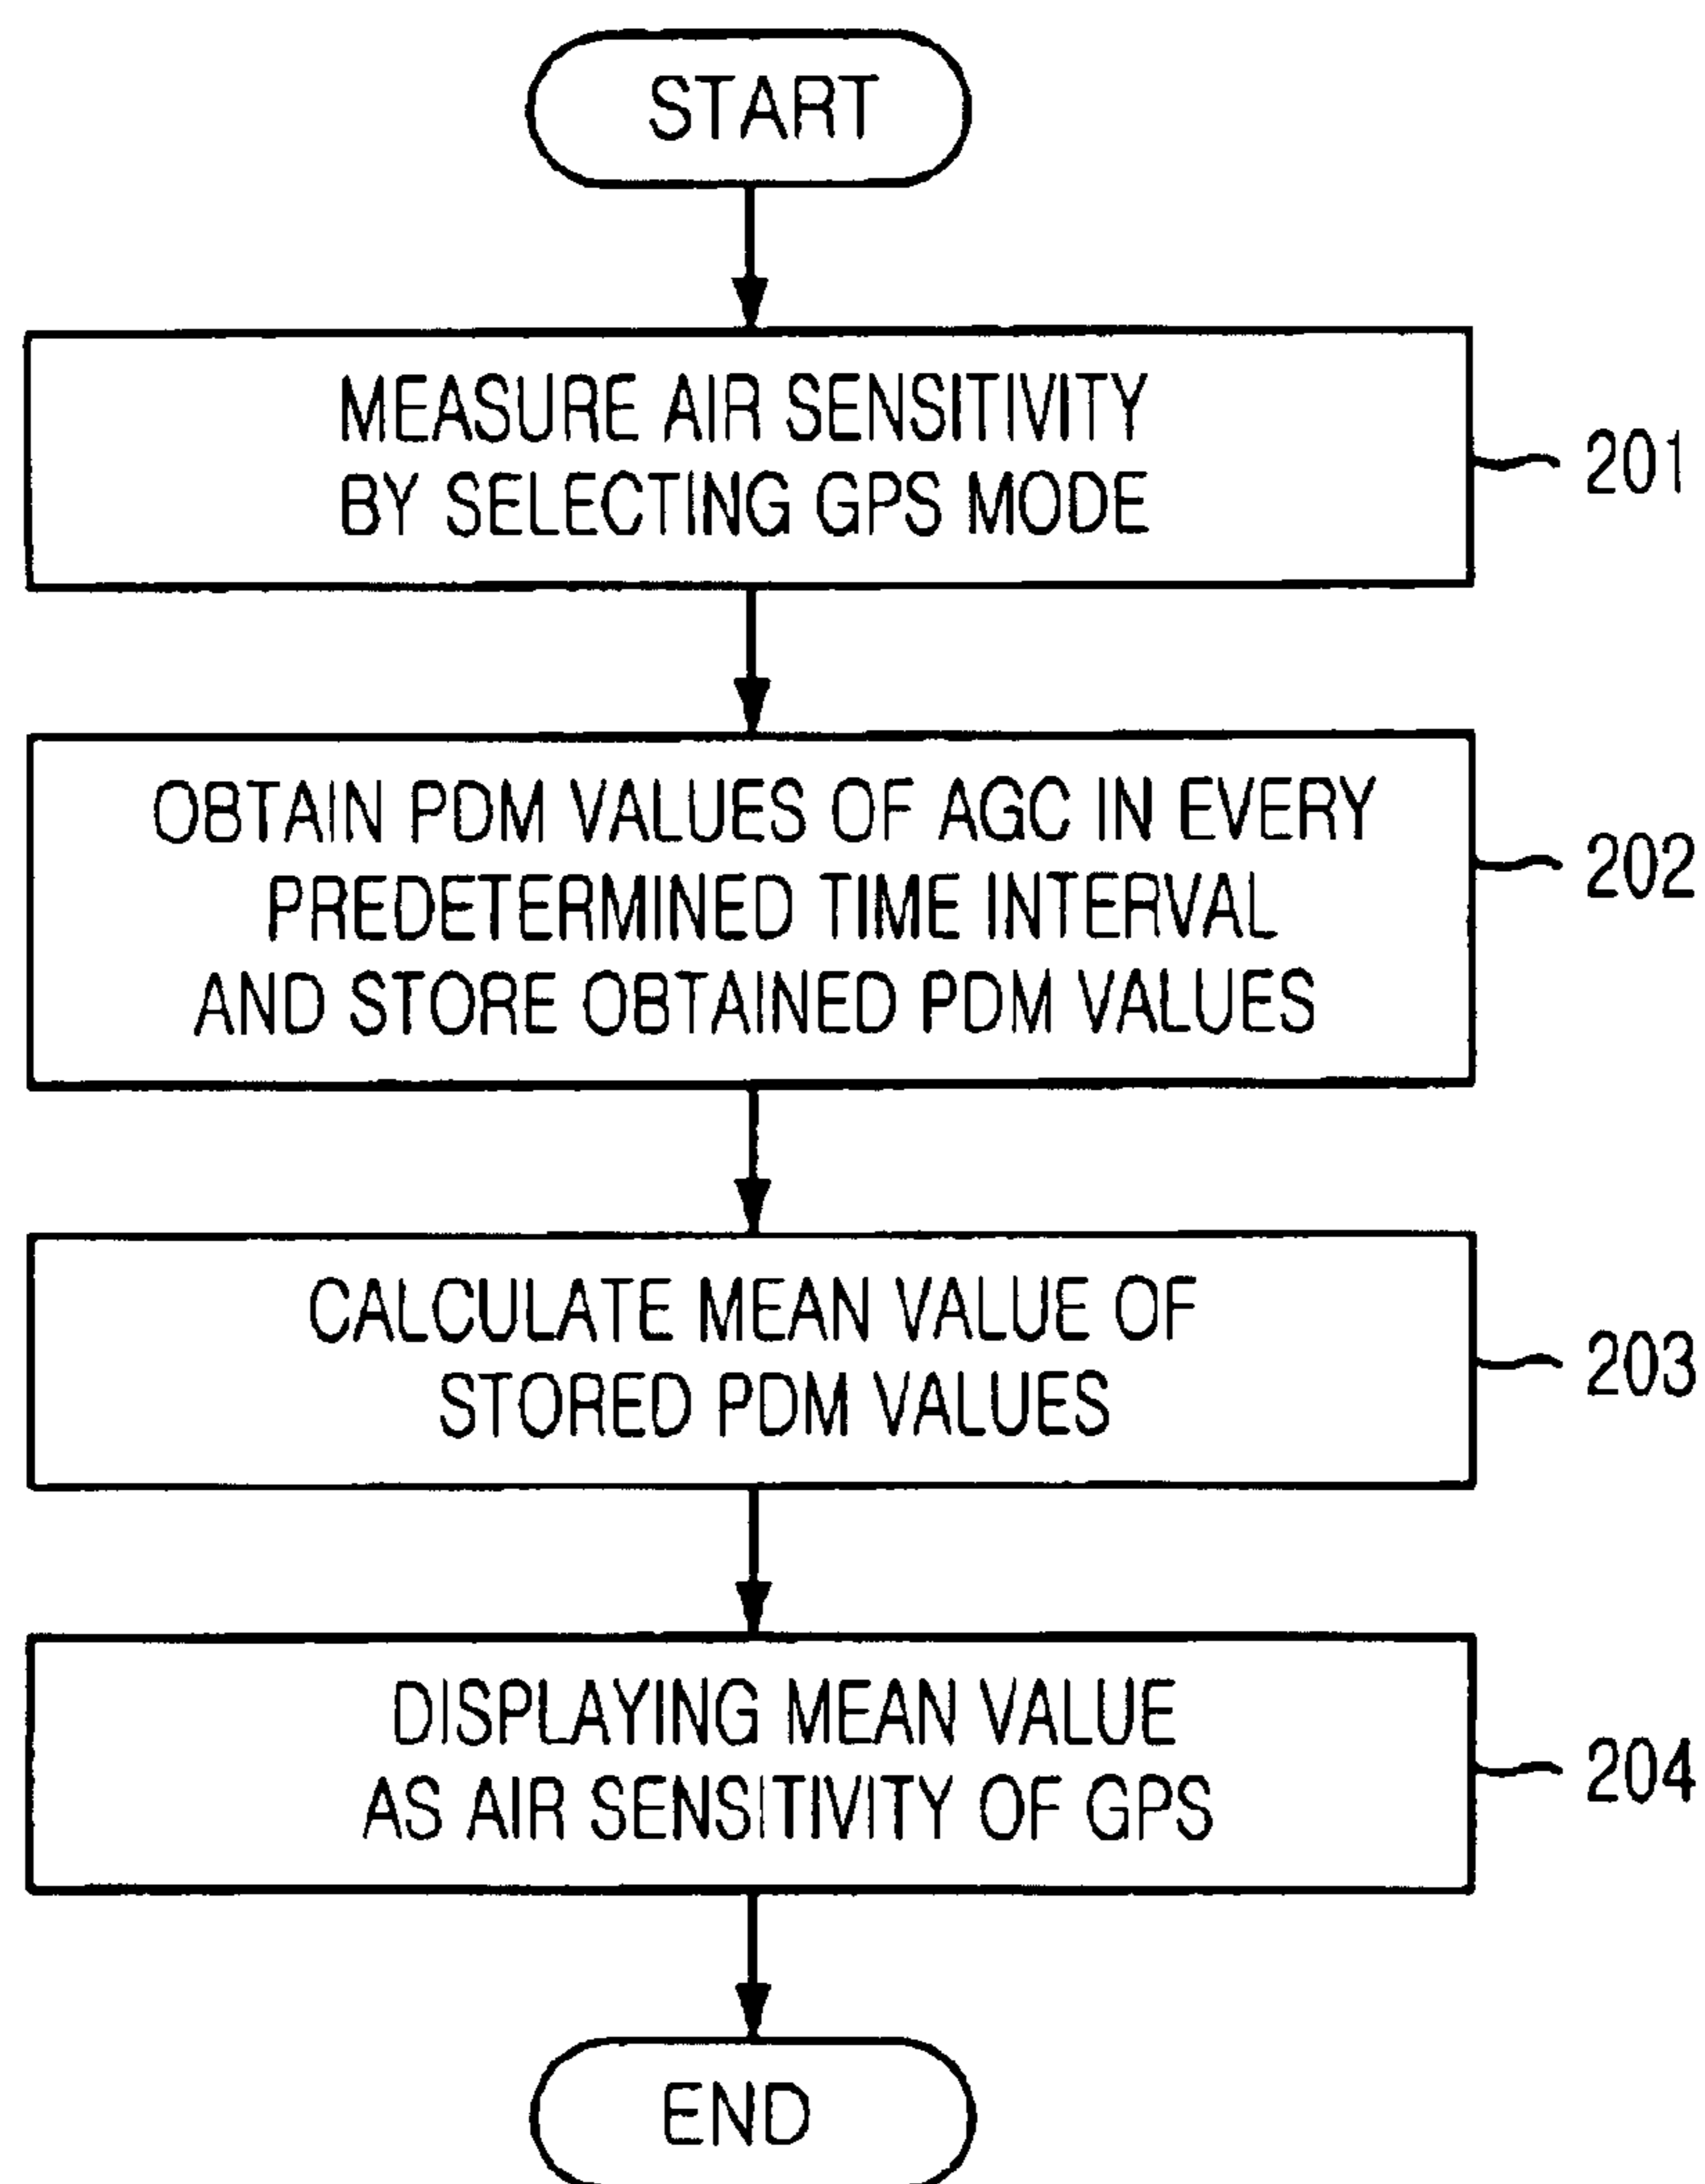 START
MEASURE AIR SENSITIVITY
BY SELECTING GPS MODE
201
OBTAIN PDM VALUES OF AGC IN EVERY
PREDETERMINED TIME INTERVAL
AND STORE OBTAINED PDM VALUES
202
CALCULATE MEAN VALUE OF
STORED PDM VALUES
203
DISPLAYING MEAN VALUE
AS AIR SENSITIVITY OF GPS
204
END